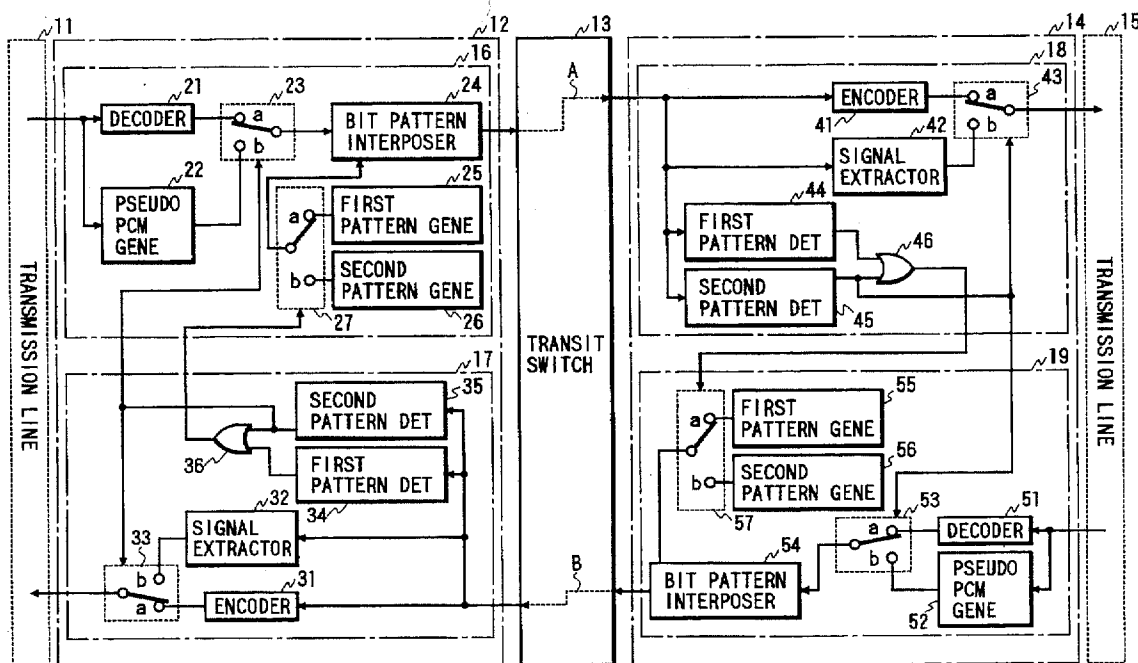 11
12
13
14
15
16
18
21
23
24
A
DECODER
a
b
BIT PATTERN
INTERPOSER
22
25
PSEUDO
PCM
GENE
a
FIRST
PATTERN GENE
b
SECOND
PATTERN GENE
27
26
TRANSMISSION LINE
TRANSIT
SWITCH
ENCODER
41
a
b
43
42
SIGNAL
EXTRACTOR
44
FIRST
PATTERN DET
46
SECOND
PATTERN DET
45
TRANSMISSION LINE
17
35
SECOND
PATTERN DET
36
FIRST
PATTERN DET
34
32
33
SIGNAL
EXTRACTOR
b
a
31
ENCODER
B
19
55
a
FIRST
PATTERN GENE
56
b
SECOND
PATTERN GENE
57
53
51
a
b
DECODER
54
BIT PATTERN
INTERPOSER
PSEUDO
PCM
GENE
52